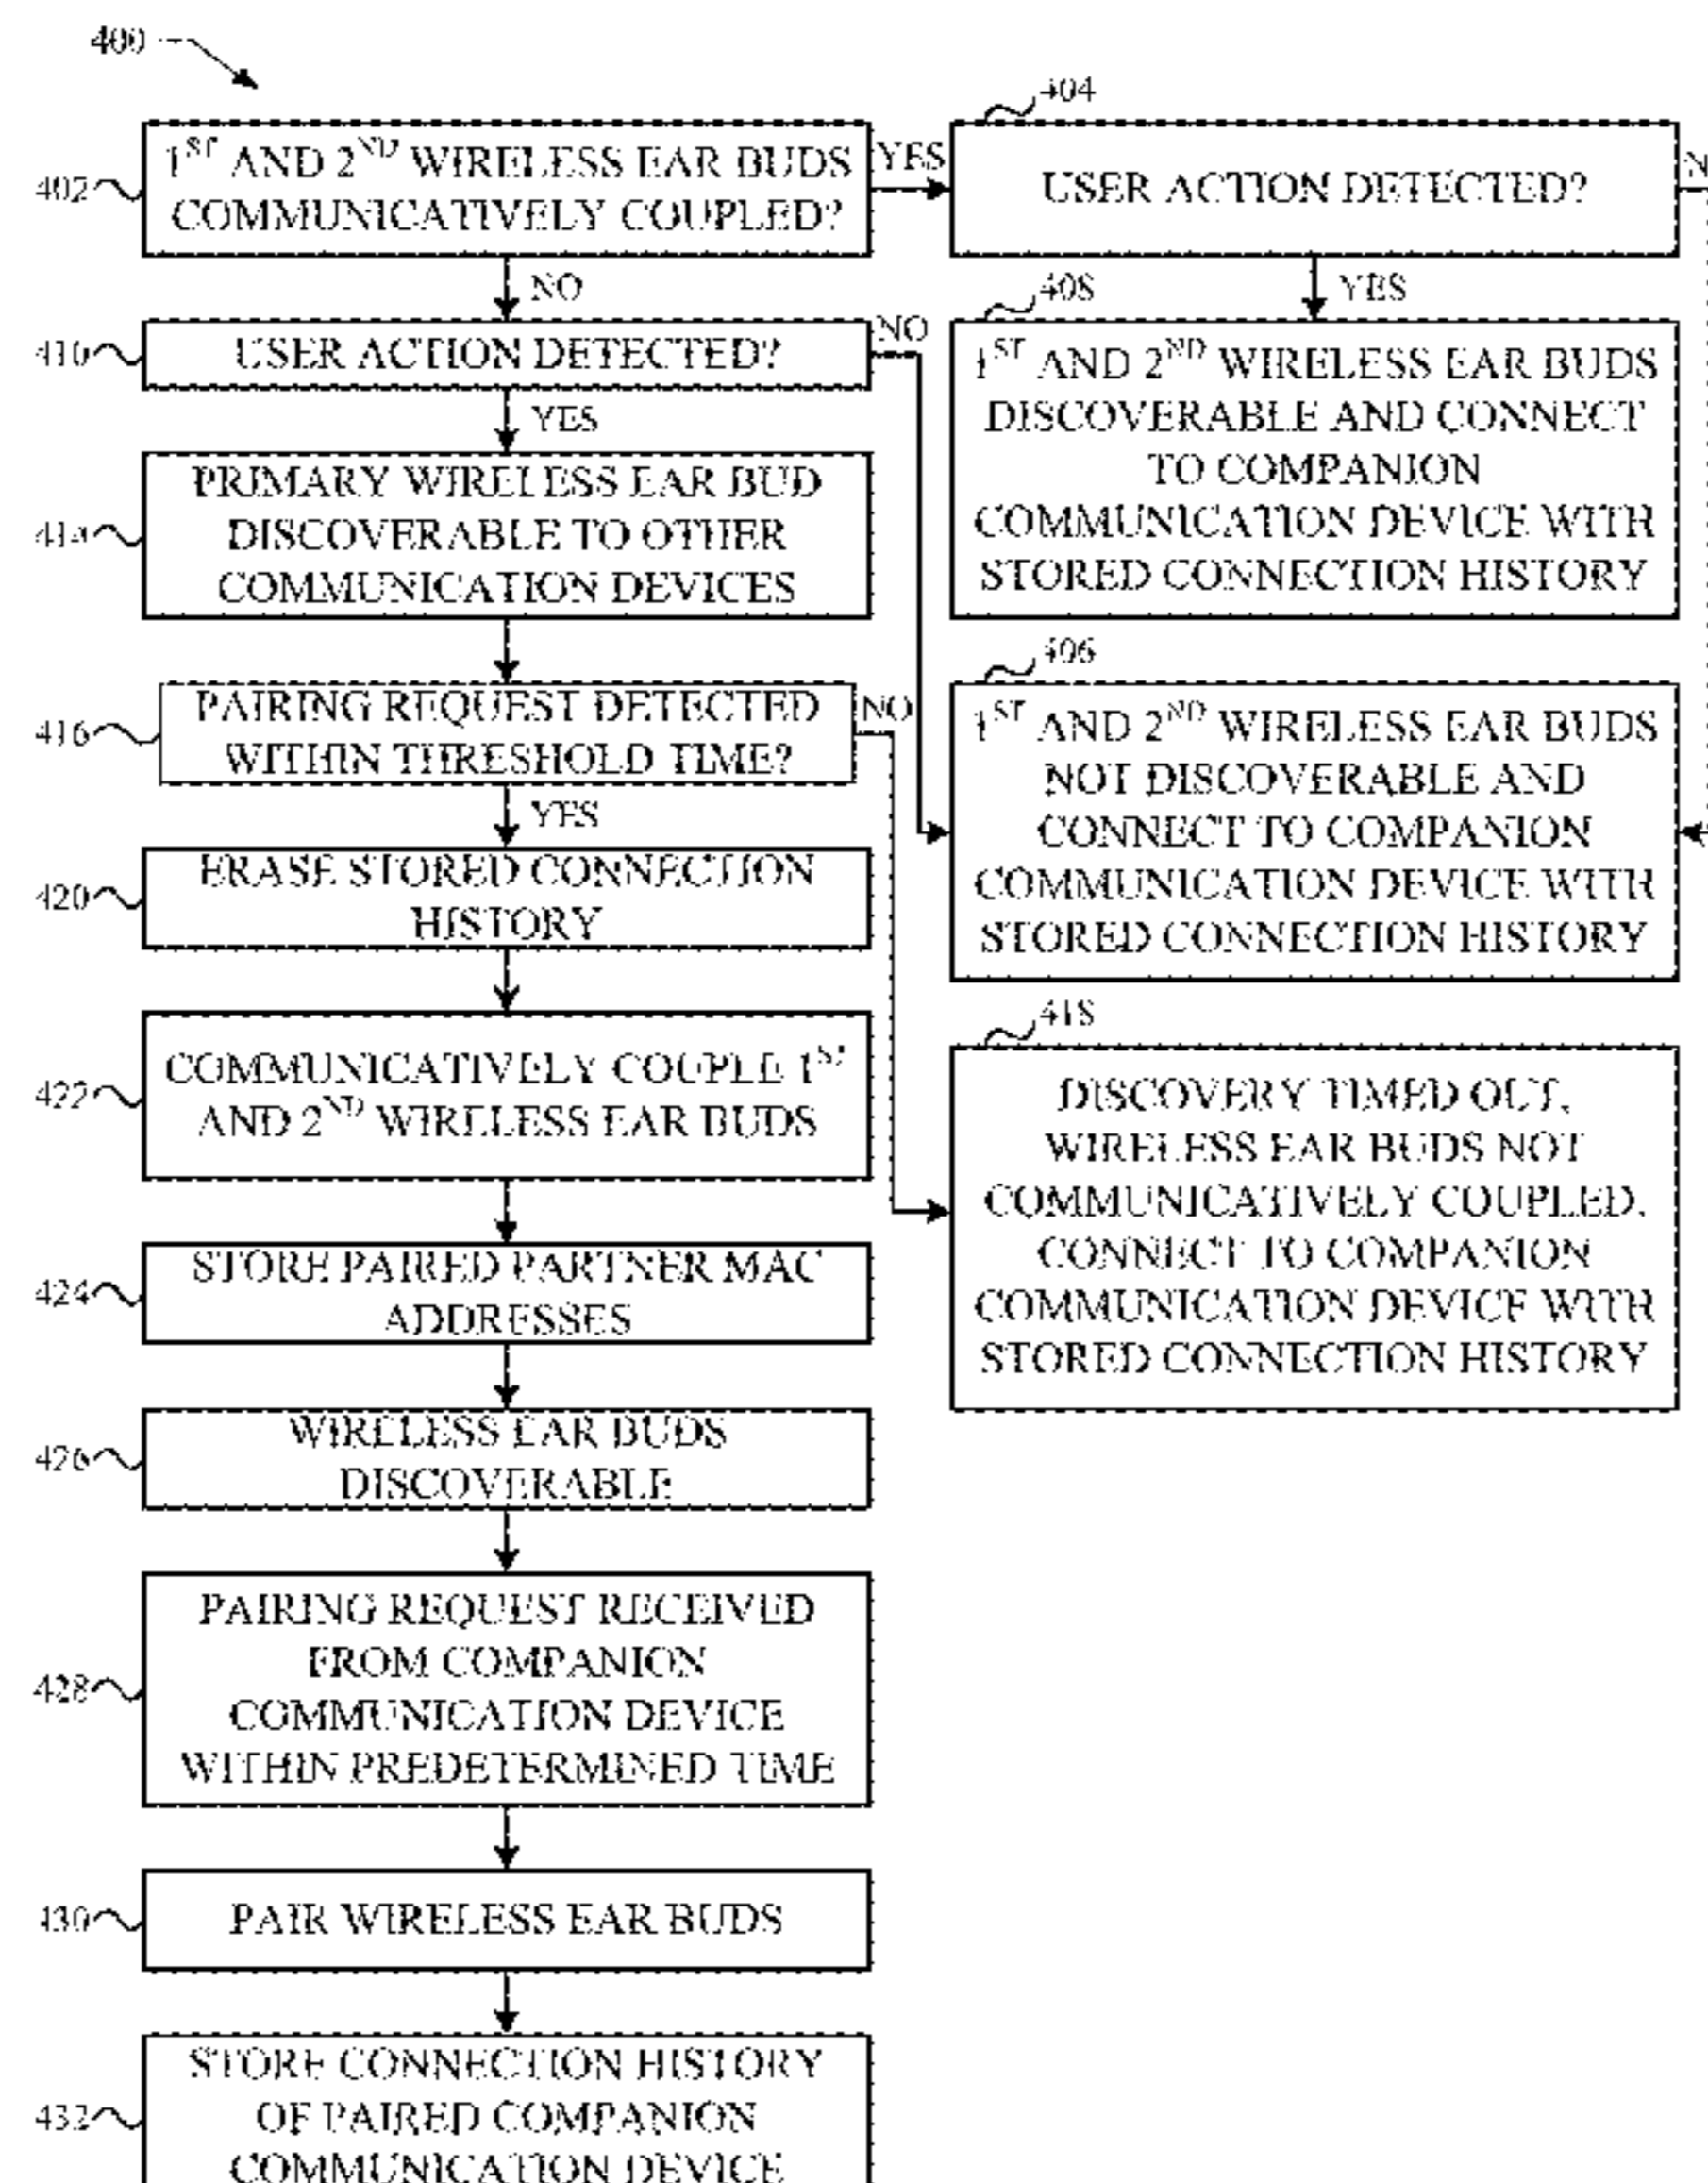 400
404
402
1ST AND 2ND WIRELESS EAR BUDS
COMMUNICATIVELY COUPLED?
YES
USER ACTION DETECTED?
NO
408
YES
410
USER ACTION DETECTED?
NO
1ST AND 2ND WIRELESS EAR BUDS
DISCOVERABLE AND CONNECT
TO COMPANION
COMMUNICATION DEVICE WITH
STORED CONNECTION HISTORY
YES
414
PRIMARY WIRELESS EAR BUD
DISCOVERABLE TO OTHER
COMMUNICATION DEVICES
406
416
PAIRING REQUEST DETECTED
WITHIN THRESHOLD TIME?
NO
1ST AND 2ND WIRELESS EAR BUDS
NOT DISCOVERABLE AND
CONNECT TO COMPANION
COMMUNICATION DEVICE WITH
STORED CONNECTION HISTORY
YES
420
ERASE STORED CONNECTION
HISTORY
418
422
COMMUNICATIVELY COUPLE 1ST
AND 2ND WIRELESS EAR BUDS
DISCOVERY TIMED OUT,
WIRELESS EAR BUDS NOT
COMMUNICATIVELY COUPLED,
CONNECT TO COMPANION
COMMUNICATION DEVICE WITH
STORED CONNECTION HISTORY
424
STORE PAIRED PARTNER MAC
ADDRESSES
426
WIRELESS EAR BUDS
DISCOVERABLE
428
PAIRING REQUEST RECEIVED
FROM COMPANION
COMMUNICATION DEVICE
WITHIN PREDETERMINED TIME
430
PAIR WIRELESS EAR BUDS
432
STORE CONNECTION HISTORY
OF PAIRED COMPANION
COMMUNICATION DEVICE